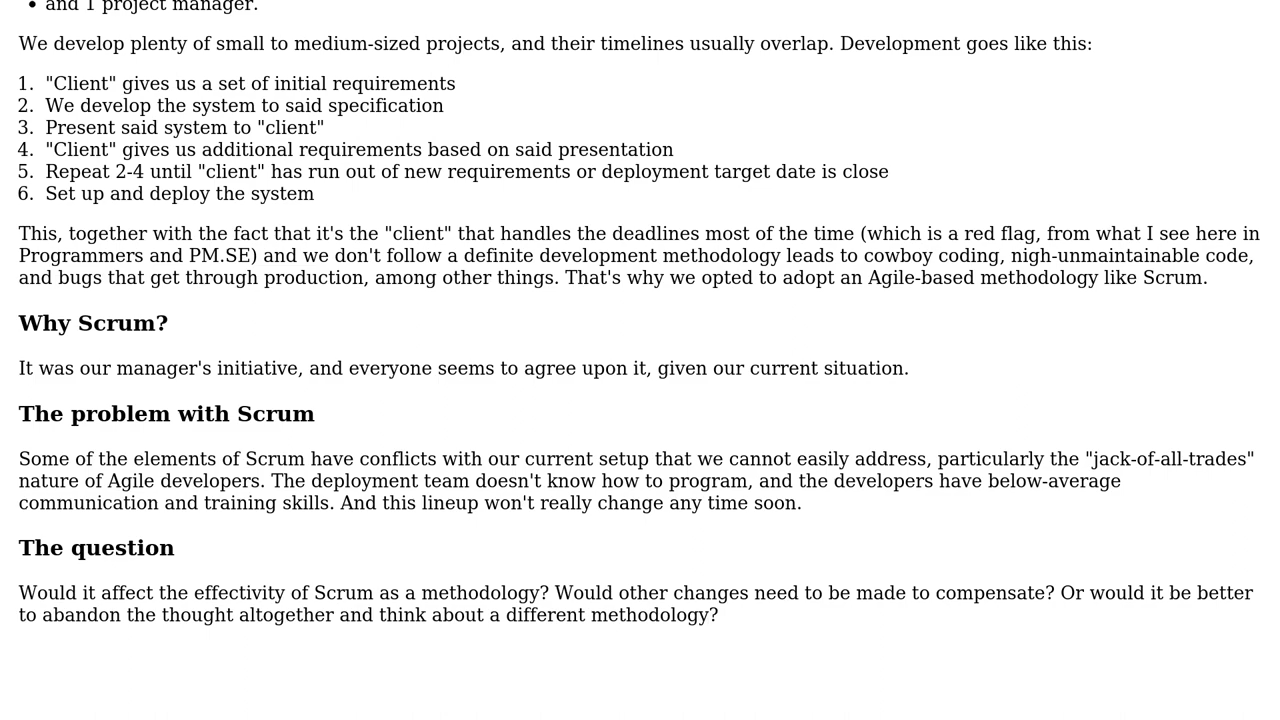 • and 1 project manager.
We develop plenty of small to medium-sized projects, and their timelines usually overlap. Development goes like this:
1. "Client" gives us a set of initial requirements
2. We develop the system to said specification
3. Present said system to "client"
4. "Client" gives us additional requirements based on said presentation
5. Repeat 2-4 until "client" has run out of new requirements or deployment target date is close
6. Set up and deploy the system
This, together with the fact that it's the "client" that handles the deadlines most of the time (which is a red flag, from what I see here in
Programmers and PM.SE) and we don't follow a definite development methodology leads to cowboy coding, nigh-unmaintainable code,
and bugs that get through production, among other things. That's why we opted to adopt an Agile-based methodology like Scrum.
Why Scrum?
It was our manager's initiative, and everyone seems to agree upon it, given our current situation.
The problem with Scrum
Some of the elements of Scrum have conflicts with our current setup that we cannot easily address, particularly the "jack-of-all-trades"
nature of Agile developers. The deployment team doesn't know how to program, and the developers have below-average
communication and training skills. And this lineup won't really change any time soon.
The question
Would it affect the effectivity of Scrum as a methodology? Would other changes need to be made to compensate? Or would it be better
to abandon the thought altogether and think about a different methodology?